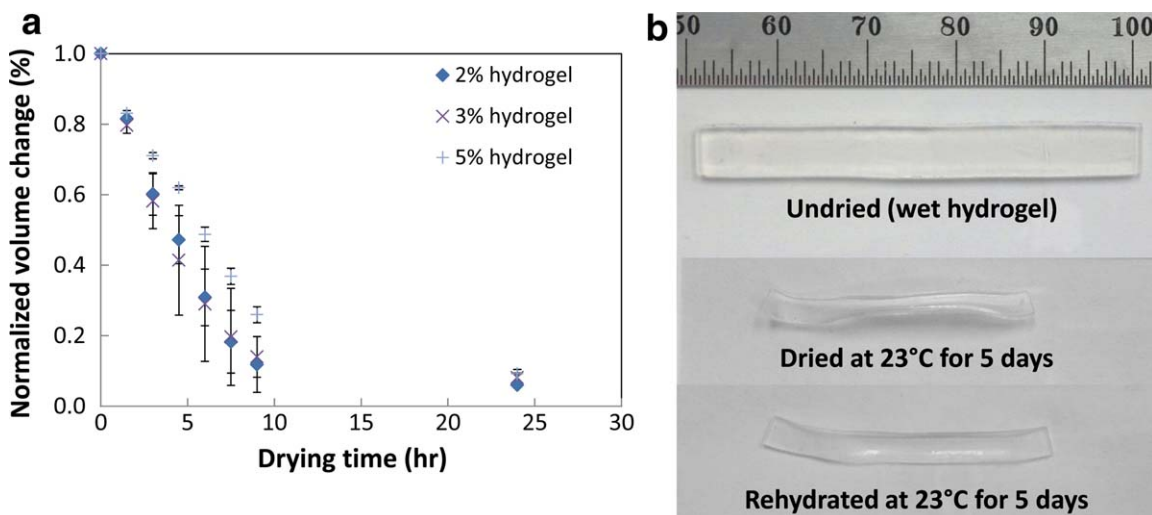 a
Normalized volume change (%)
1.0
0.8
0.6
0.4
0.2
0.0
0 5 10 15 20 25 30
Drying time (hr)
2% hydrogel
3% hydrogel
5% hydrogel
b
50 60 70 80 90 100
Undried (wet hydrogel)
Dried at 23°C for 5 days
Rehydrated at 23°C for 5 days